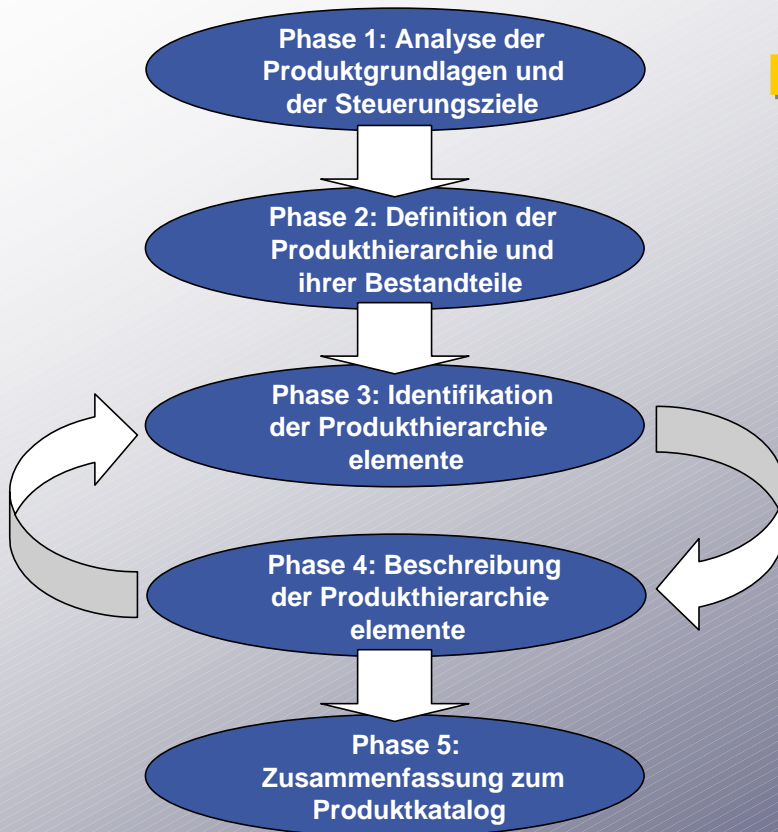 Phase 1: Analyse der
Produktgrundlagen und
der Steuerungsziele
Phase 2: Definition der
Produkthierarchie und
ihrer Bestandteile
Phase 3: Identifikation
der Produkthierarchie-
elemente
Phase 4: Beschreibung
der Produkthierarchie-
elemente
Phase 5:
Zusammenfassung zum
Produktkatalog